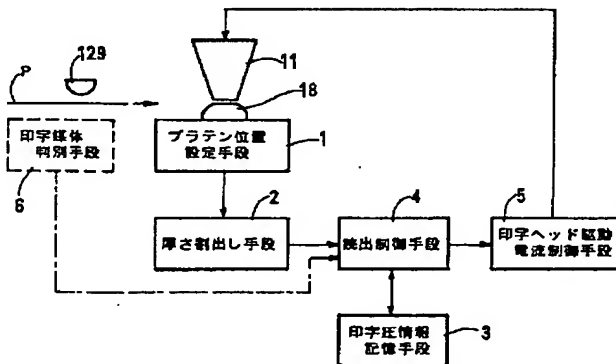 129
P
11
18
印字媒体
判別手段
6
プラテン位置
設定手段
1
2
厚さ割出し手段
4
読出制御手段
5
印字ヘッド駆動
電流制御手段
印字圧情報
記憶手段
3